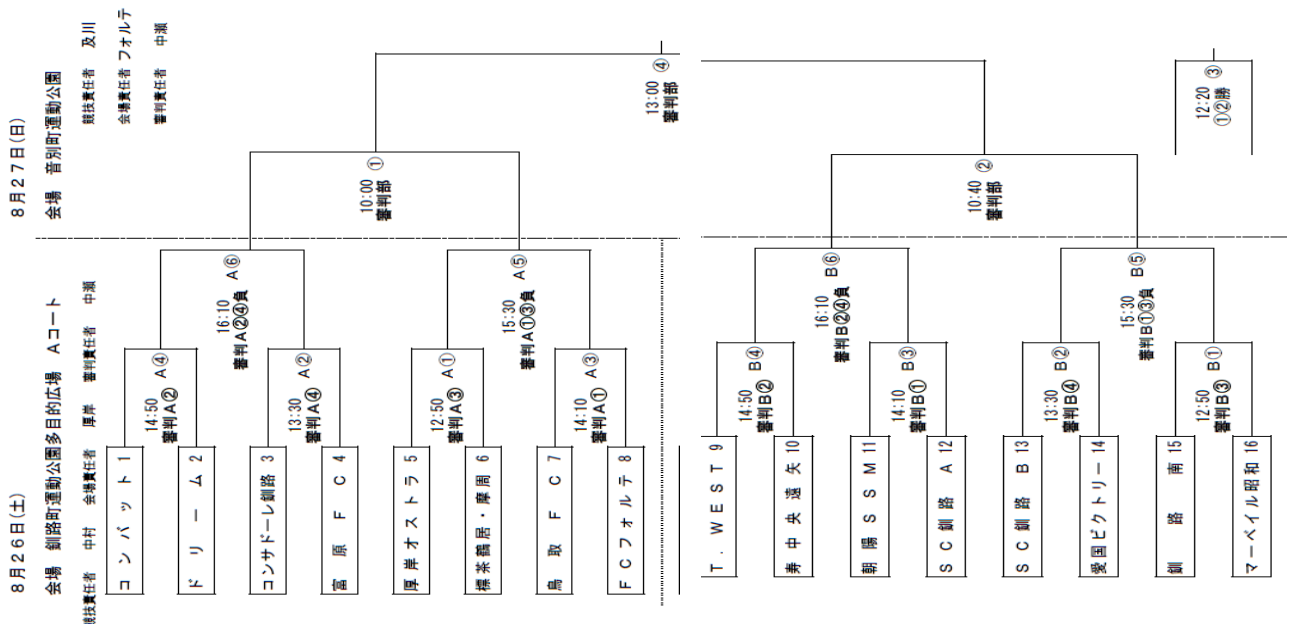 8月26日(土)
会場 釧路町運動公園多目的広場 Aコート
競技責任者 中村 会場責任者 厚岸 審判責任者 中瀬
8月27日(日)
会場 音別町運動公園
競技責任者 及川
会場責任者 フォルテ
審判責任者 中瀬
コンバット 1
ドリーム 2
コンサドーレ釧路 3
富原FC 4
厚岸オストラ 5
標茶鶴居・摩周 6
鳥取FC 7
FCフォルテ 8
T. WEST 9
寿中央遠矢 10
朝陽SSM 11
SC釧路 A 12
SC釧路 B 13
愛国ビクトリー 14
釧路南 15
マーベイル昭和 16
14:50 A④
審判A②
13:30 A②
審判A④
12:50 A①
審判A③
14:10 A③
審判A①
16:10 A⑥
審判A②④負
15:30 A⑤
審判A①③負
14:50 B④
審判B②
14:10 B③
審判B①
13:30 B②
審判B④
12:50 B①
審判B③
16:10 B⑥
審判B②④負
15:30 B⑤
審判B①③負
10:00 ①
審判部
10:40 ②
審判部
13:00 ④
審判部
12:20 ③
①②勝